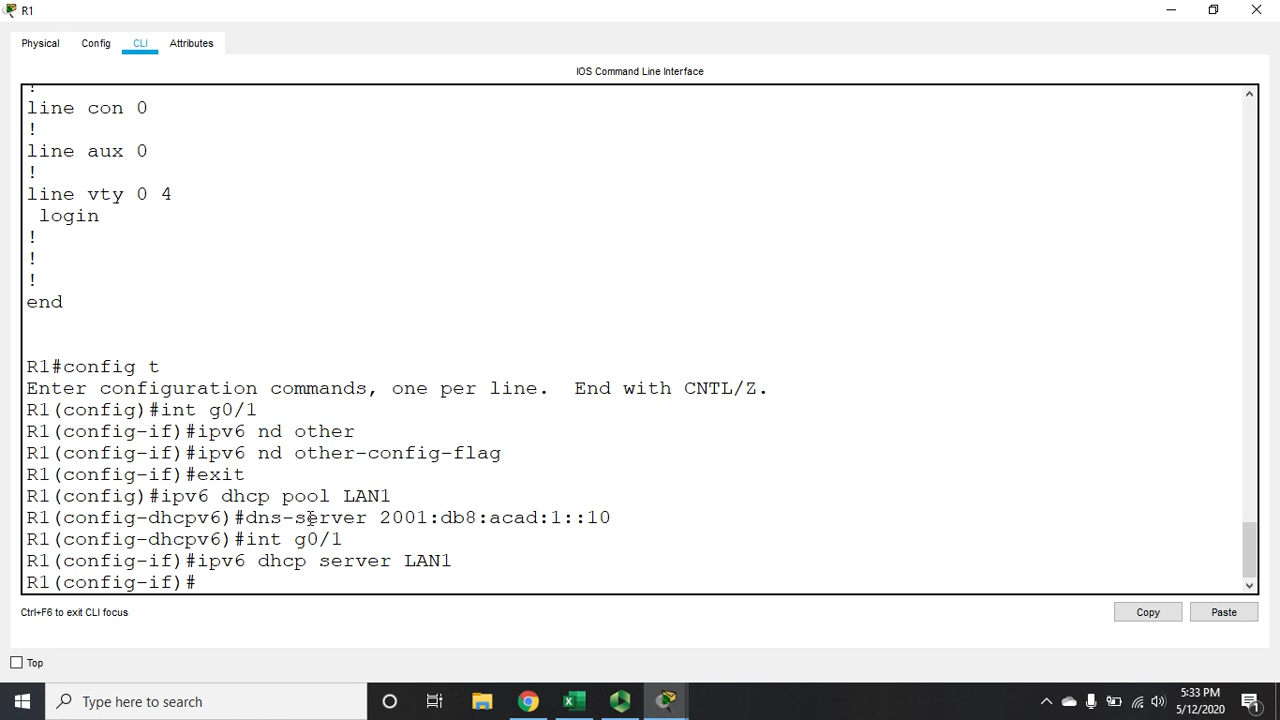 R1
Physical Config CLI Attributes
IOS Command Line Interface
!
line con 0
!
line aux 0
!
line vty 0 4
 login
!
!
!
end
R1#config t
Enter configuration commands, one per line.  End with CNTL/Z.
R1(config)#int g0/1
R1(config-if)#ipv6 nd other
R1(config-if)#ipv6 nd other-config-flag
R1(config-if)#exit
R1(config)#ipv6 dhcp pool LAN1
R1(config-dhcpv6)#dns-server 2001:db8:acad:1::10
R1(config-dhcpv6)#int g0/1
R1(config-if)#ipv6 dhcp server LAN1
R1(config-if)#
Ctrl+F6 to exit CLI focus
Copy Paste
Top
Type here to search
5:33 PM
5/12/2020
1